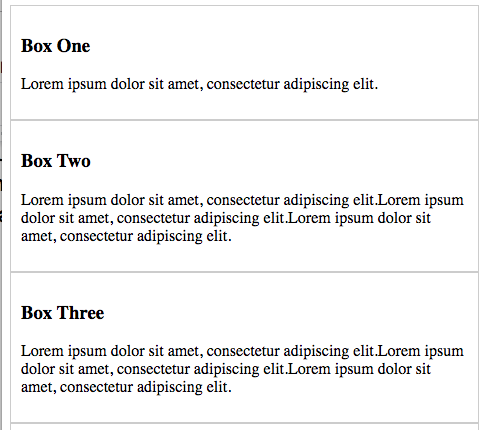 Box One
Lorem ipsum dolor sit amet, consectetur adipiscing elit.
Box Two
Lorem ipsum dolor sit amet, consectetur adipiscing elit.Lorem ipsum
dolor sit amet, consectetur adipiscing elit.Lorem ipsum dolor sit
amet, consectetur adipiscing elit.
Box Three
Lorem ipsum dolor sit amet, consectetur adipiscing elit.Lorem ipsum
dolor sit amet, consectetur adipiscing elit.Lorem ipsum dolor sit
amet, consectetur adipiscing elit.